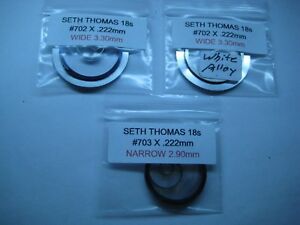 SETH THOMAS 18s
#702 X .222mm
WIDE 3.30mm
SETH THOMAS 18s
#702 X .222mm
WIDE 3.30mm
White
Alloy
SETH THOMAS 18s
#703 X .222mm
NARROW 2.90mm